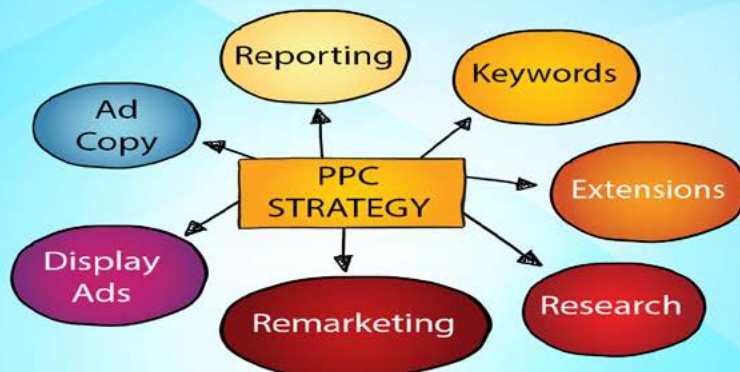 Reporting
Keywords
Ad
Copy
PPC
STRATEGY
Extensions
Display
Ads
Remarketing
Research